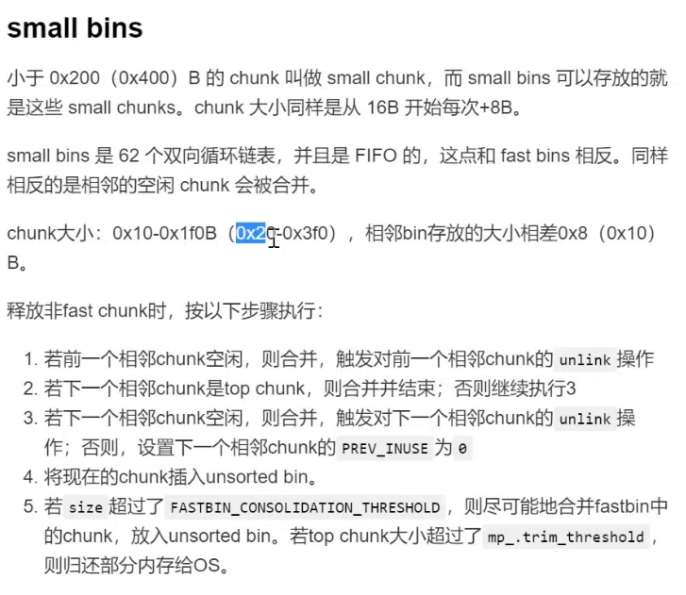 small bins
小于 0x200（0x400）B 的 chunk 叫做 small chunk，而 small bins 可以存放的就
是这些 small chunks。chunk 大小同样是从 16B 开始每次+8B。
small bins 是 62 个双向循环链表，并且是 FIFO 的，这点和 fast bins 相反。同样
相反的是相邻的空闲 chunk 会被合并。
chunk大小：0x10-0x1f0B（0x20-0x3f0），相邻bin存放的大小相差0x8（0x10）
B。
释放非fast chunk时，按以下步骤执行：
1. 若前一个相邻chunk空闲，则合并，触发对前一个相邻chunk的 unlink 操作
2. 若下一个相邻chunk是top chunk，则合并并结束；否则继续执行3
3. 若下一个相邻chunk空闲，则合并，触发对下一个相邻chunk的 unlink 操
作；否则，设置下一个相邻chunk的 PREV_INUSE 为 0
4. 将现在的chunk插入unsorted bin。
5. 若 size 超过了 FASTBIN_CONSOLIDATION_THRESHOLD ，则尽可能地合并fastbin中
的chunk，放入unsorted bin。若top chunk大小超过了 mp_.trim_threshold ，
则归还部分内存给OS。